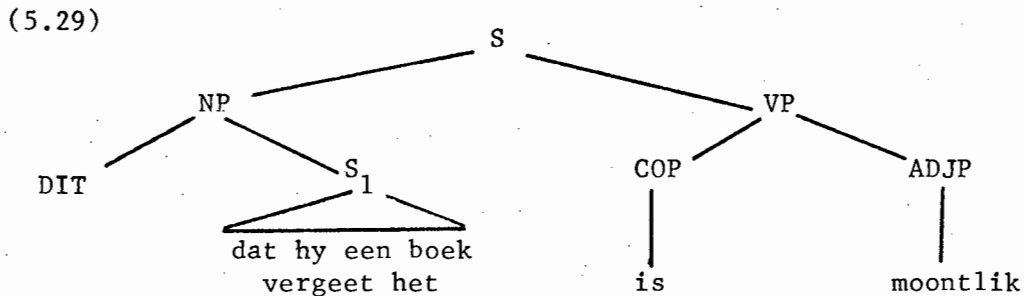 (5.29)
S
NP VP
DIT S1 COP ADJP
dat hy een boek
vergeet het is moontlik